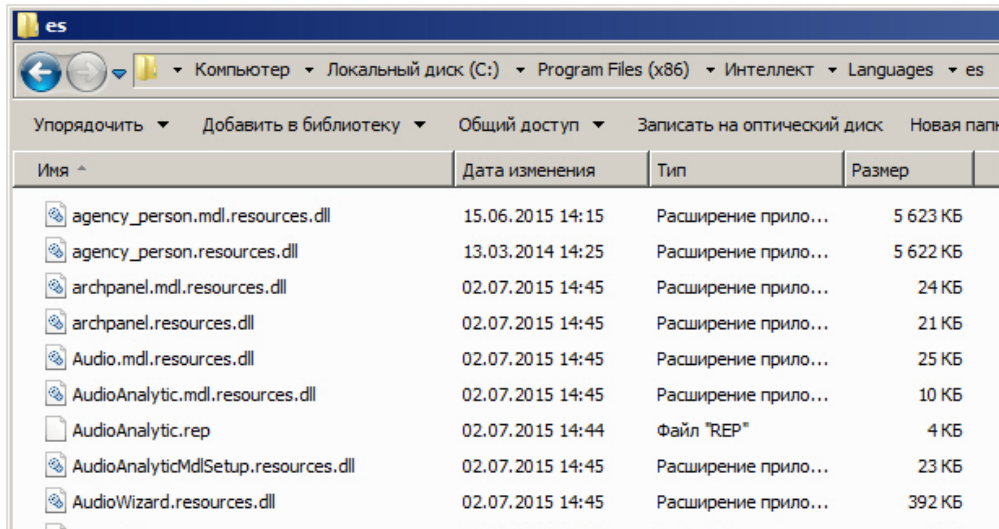 es
Компьютер Локальный диск (C:) Program Files (x86) Интеллект Languages es
Упорядочить Добавить в библиотеку Общий доступ Записать на оптический диск Новая пап
Имя Дата изменения Тип Размер
agency_person.mdl.resources.dll 15.06.2015 14:15 Расширение прило... 5 623 КБ
agency_person.resources.dll 13.03.2014 14:25 Расширение прило... 5 622 КБ
archpanel.mdl.resources.dll 02.07.2015 14:45 Расширение прило... 24 КБ
archpanel.resources.dll 02.07.2015 14:45 Расширение прило... 21 КБ
Audio.mdl.resources.dll 02.07.2015 14:45 Расширение прило... 25 КБ
AudioAnalytic.mdl.resources.dll 02.07.2015 14:45 Расширение прило... 10 КБ
AudioAnalytic.rep 02.07.2015 14:44 Файл "REP" 4 КБ
AudioAnalyticMdlSetup.resources.dll 02.07.2015 14:45 Расширение прило... 23 КБ
AudioWizard.resources.dll 02.07.2015 14:45 Расширение прило... 392 КБ